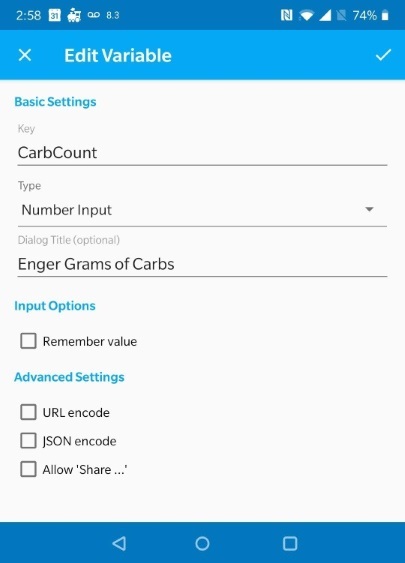 2:58 31 8.3 N 74%
Edit Variable
Basic Settings
Key
CarbCount
Type
Number Input
Dialog Title (optional)
Enger Grams of Carbs
Input Options
Remember value
Advanced Settings
URL encode
JSON encode
Allow 'Share ...'